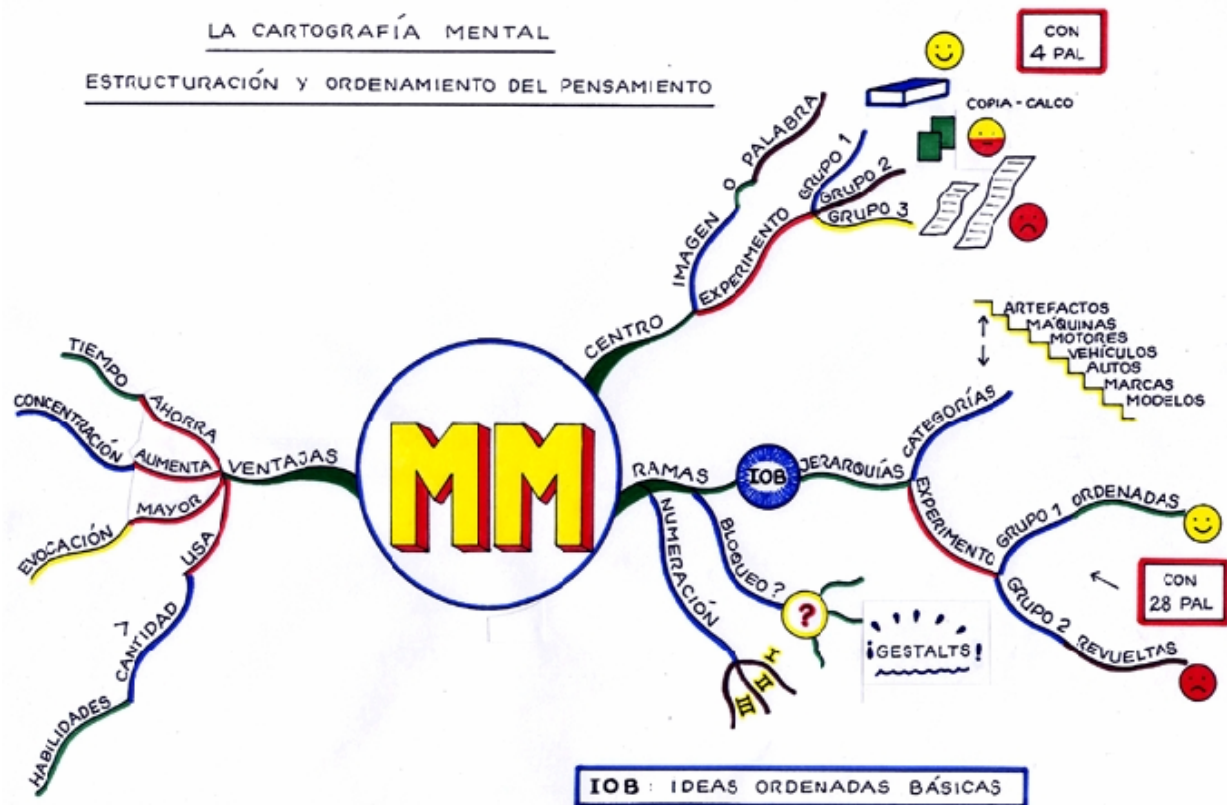 LA CARTOGRAFÍA MENTAL
ESTRUCTURACIÓN Y ORDENAMIENTO DEL PENSAMIENTO
CON
4 PAL
COPIA - CALCO
CENTRO
IMAGEN O PALABRA
EXPERIMENTO
GRUPO 1
GRUPO 2
GRUPO 3
MM
RAMAS
IOB
JERARQUÍAS
CATEGORÍAS
ARTEFACTOS
MÁQUINAS
MOTORES
VEHÍCULOS
AUTOS
MARCAS
MODELOS
EXPERIMENTO
GRUPO 1 ORDENADAS
GRUPO 2 REVUELTAS
CON
28 PAL
BLOQUEO?
?
¡GESTALTS!
NUMERACIÓN
I
II
III
VENTAJAS
AHORRA
TIEMPO
AUMENTA
CONCENTRACIÓN
MAYOR
EVOCACIÓN
USA
> CANTIDAD
HABILIDADES
IOB : IDEAS ORDENADAS BÁSICAS